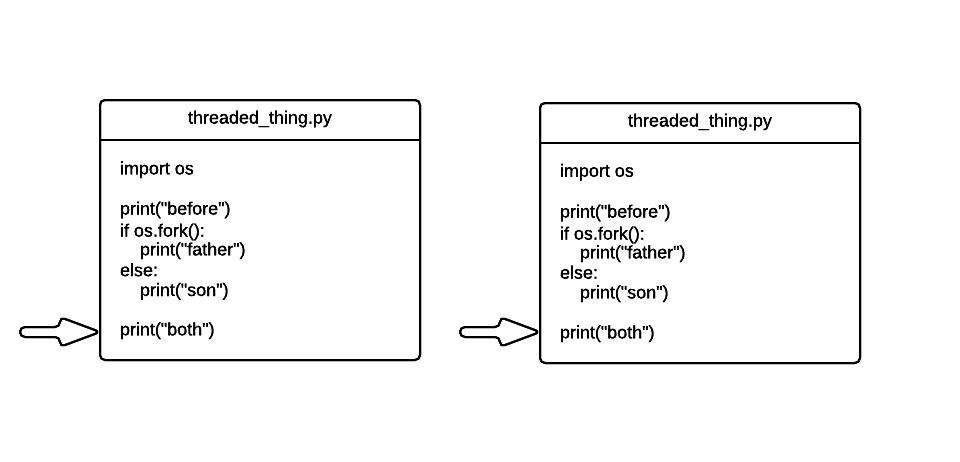 threaded_thing.py
import os
print("before")
if os.fork():
print("father")
else:
print("son")
print("both")
threaded_thing.py
import os
print("before")
if os.fork():
print("father")
else:
print("son")
print("both")